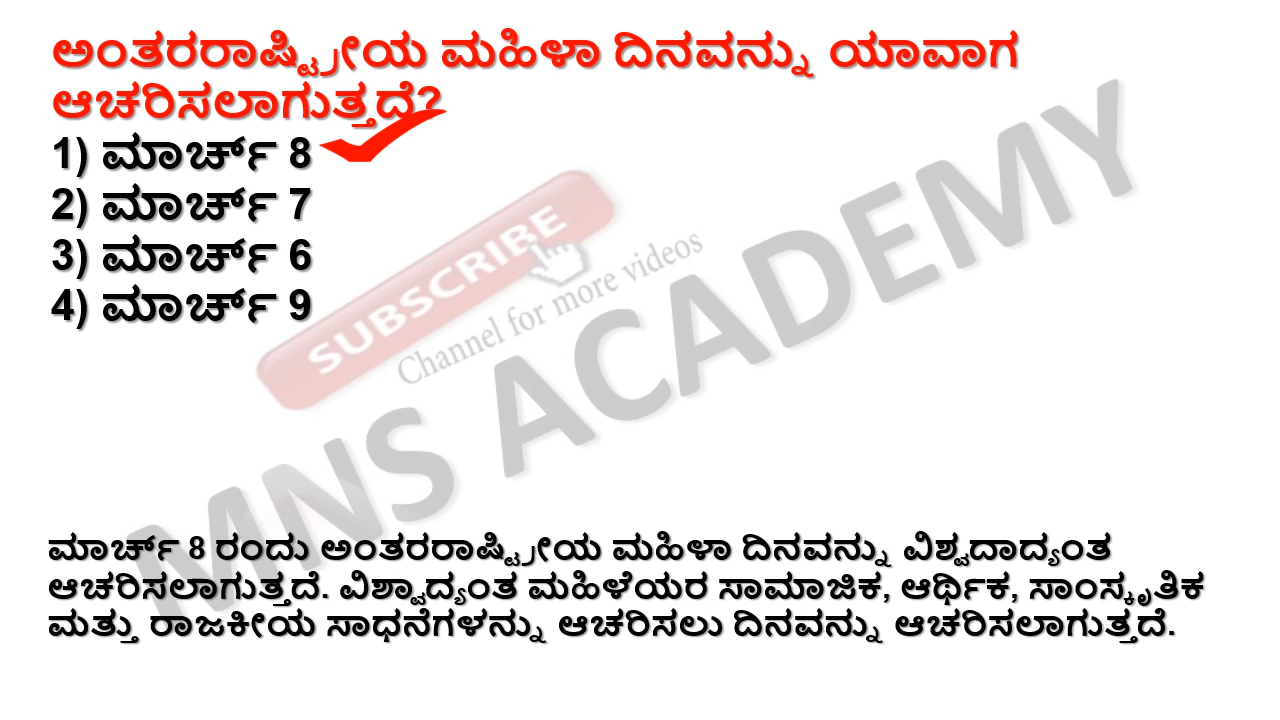 ಅಂತರರಾಷ್ಟ್ರೀಯ ಮಹಿಳಾ ದಿನವನ್ನು ಯಾವಾಗ
ಆಚರಿಸಲಾಗುತ್ತದೆ?
1) ಮಾರ್ಚ್ 8
2) ಮಾರ್ಚ್ 7
3) ಮಾರ್ಚ್ 6
4) ಮಾರ್ಚ್ 9
SUBSCRIBE
Channel for more videos
MNS ACADEMY
ಮಾರ್ಚ್ 8 ರಂದು ಅಂತರರಾಷ್ಟ್ರೀಯ ಮಹಿಳಾ ದಿನವನ್ನು ವಿಶ್ವದಾದ್ಯಂತ
ಆಚರಿಸಲಾಗುತ್ತದೆ. ವಿಶ್ವಾದ್ಯಂತ ಮಹಿಳೆಯರ ಸಾಮಾಜಿಕ, ಆರ್ಥಿಕ, ಸಾಂಸ್ಕೃತಿಕ
ಮತ್ತು ರಾಜಕೀಯ ಸಾಧನೆಗಳನ್ನು ಆಚರಿಸಲು ದಿನವನ್ನು ಆಚರಿಸಲಾಗುತ್ತದೆ.